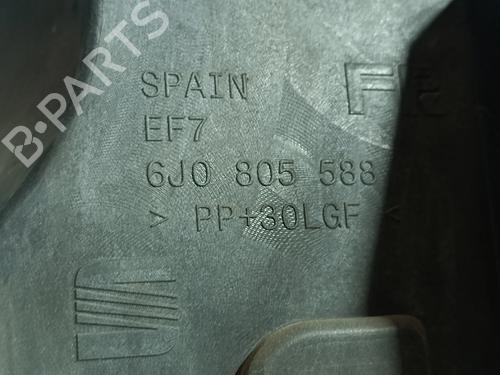 B-PARTS
SPAIN
EF7
6J0 805 588
> PP+30LGF <